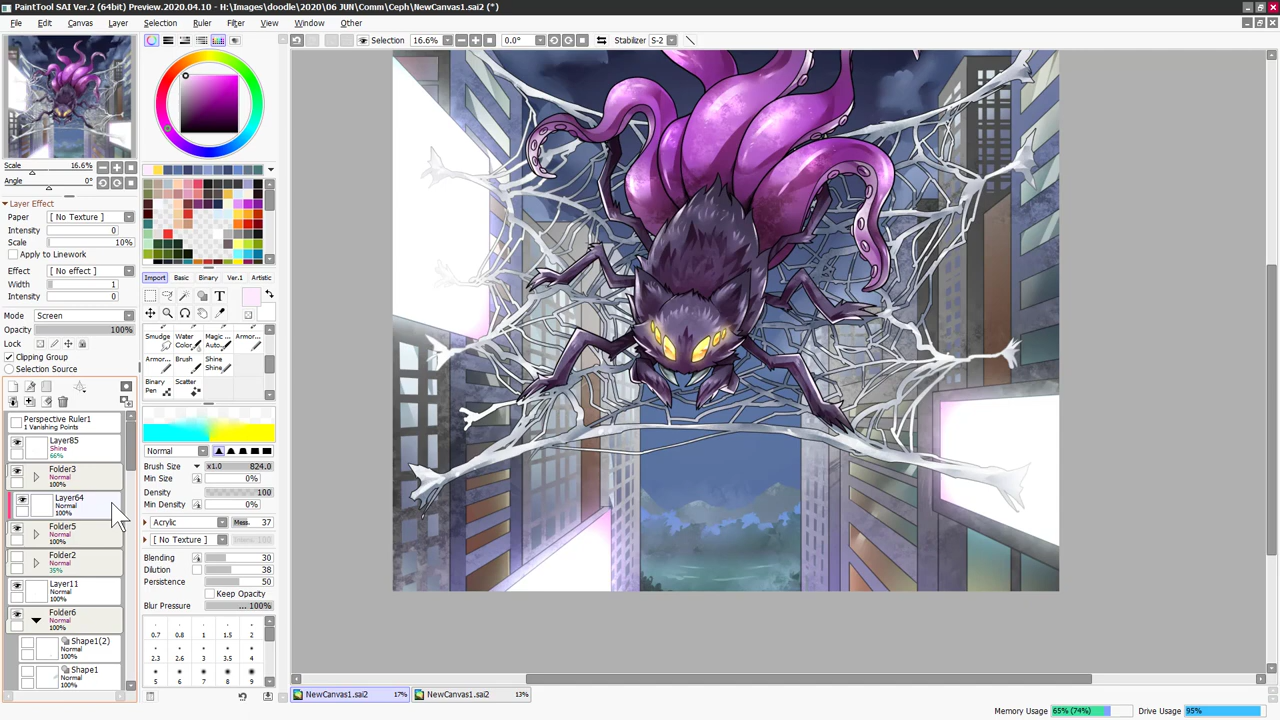 PaintTool SAI Ver.2 (64bit) Preview.2020.04.10 - H:\Images\doodle\2020\06 JUN\Comm\Ceph\NewCanvas1.sai2 (*)
File Edit Canvas Layer Selection Ruler Filter View Window Other
Selection 16.6% 0.0° Stabilizer S-2
Scale 16.6%
Angle 0°
Layer Effect
Paper [ No Texture ]
Intensity 0
Scale 10%
Apply to Linework
Effect [ No effect ]
Width 1
Intensity 0
Mode Screen
Opacity 100%
Lock
Clipping Group
Selection Source
Perspective Ruler1
1 Vanishing Points
Layer85
Shine
66%
Folder3
Normal
100%
Layer64
Normal
100%
Folder5
Normal
100%
Folder2
Normal
35%
Layer11
Normal
100%
Folder6
Normal
100%
Shape1(2)
Normal
100%
Shape1
Normal
100%
Import Basic Binary Ver.1 Artistic
T
Smudge Water Color... Magic Auto... Armor...
Armor... Brush Shine Shine
Binary Pen Scatter
Normal
Brush Size x1.0 824.0
Min Size 0%
Density 100
Min Density 0%
Acrylic Mess. 37
[ No Texture ]
Blending 30
Dilution 38
Persistence 50
Keep Opacity
Blur Pressure ... 100%
0.7 0.8 1 1.5 2
2.3 2.6 3 3.5 4
5 6 7 8 9
NewCanvas1.sai2 17% NewCanvas1.sai2 13%
Memory Usage 65% (74%) Drive Usage 95%